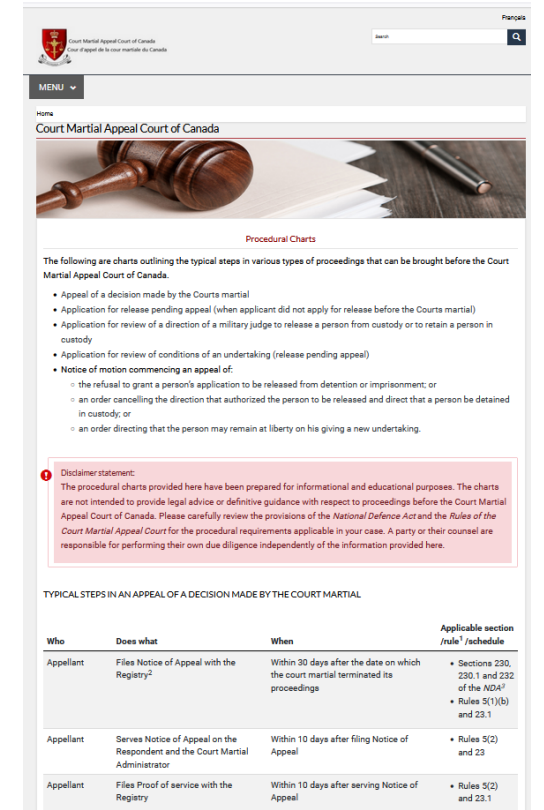 Français
Court Martial Appeal Court of Canada
Cour d'appel de la cour martiale du Canada
Search
MENU
Home
Court Martial Appeal Court of Canada
Procedural Charts
The following are charts outlining the typical steps in various types of proceedings that can be brought before the Court
Martial Appeal Court of Canada.
• Appeal of a decision made by the Courts martial
• Application for release pending appeal (when applicant did not apply for release before the Courts martial)
• Application for review of a direction of a military judge to release a person from custody or to retain a person in
custody
• Application for review of conditions of an undertaking (release pending appeal)
• Notice of motion commencing an appeal of:
◦ the refusal to grant a person's application to be released from detention or imprisonment; or
◦ an order cancelling the direction that authorized the person to be released and direct that a person be detained
in custody; or
◦ an order directing that the person may remain at liberty on his giving a new undertaking.
Disclaimer statement:
The procedural charts provided here have been prepared for informational and educational purposes. The charts
are not intended to provide legal advice or definitive guidance with respect to proceedings before the Court Martial
Appeal Court of Canada. Please carefully review the provisions of the National Defence Act and the Rules of the
Court Martial Appeal Court for the procedural requirements applicable in your case. A party or their counsel are
responsible for performing their own due diligence independently of the information provided here.
TYPICAL STEPS IN AN APPEAL OF A DECISION MADE BY THE COURT MARTIAL
Applicable section
Who Does what When /rule1 /schedule
Appellant Files Notice of Appeal with the Within 30 days after the date on which • Sections 230,
Registry2 the court martial terminated its 230.1 and 232
proceedings of the NDA3
• Rules 5(1)(b)
and 23.1
Appellant Serves Notice of Appeal on the Within 10 days after filing Notice of • Rules 5(2)
Respondent and the Court Martial Appeal and 23
Administrator
Appellant Files Proof of service with the Within 10 days after serving Notice of • Rules 5(2)
Registry Appeal and 23.1